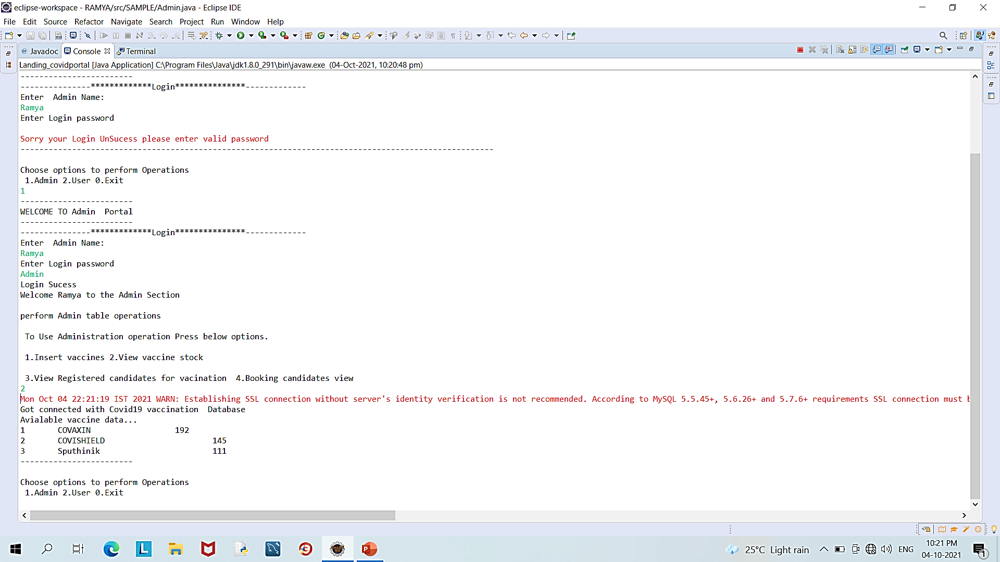 eclipse-workspace - RAMYA/src/SAMPLE/Admin.java - Eclipse IDE
File Edit Source Refactor Navigate Search Project Run Window Help
@ Javadoc Console Terminal
Landing_covidportal [Java Application] C:\Program Files\Java\jdk1.8.0_291\bin\javaw.exe (04-Oct-2021, 10:20:48 pm)
------------------------
---------------*************Login***************-------------
Enter  Admin Name:
Ramya
Enter Login password
Sorry your Login UnSucess please enter valid password
-----------------------------------------------------------------------------------------------------
Choose options to perform Operations
1.Admin 2.User 0.Exit
1
------------------------
WELCOME TO Admin  Portal
------------------------
---------------*************Login***************-------------
Enter  Admin Name:
Ramya
Enter Login password
Admin
Login Sucess
Welcome Ramya to the Admin Section
perform Admin table operations
To Use Administration operation Press below options.
1.Insert vaccines 2.View vaccine stock
3.View Registered candidates for vacination  4.Booking candidates view
2
Mon Oct 04 22:21:19 IST 2021 WARN: Establishing SSL connection without server's identity verification is not recommended. According to MySQL 5.5.45+, 5.6.26+ and 5.7.6+ requirements SSL connection must b
Got connected with Covid19 vaccination  Database
Avialable vaccine data...
1 COVAXIN 192
2 COVISHIELD 145
3 Sputhinik 111
------------------------
Choose options to perform Operations
1.Admin 2.User 0.Exit
25°C Light rain ENG 10:21 PM
04-10-2021
1